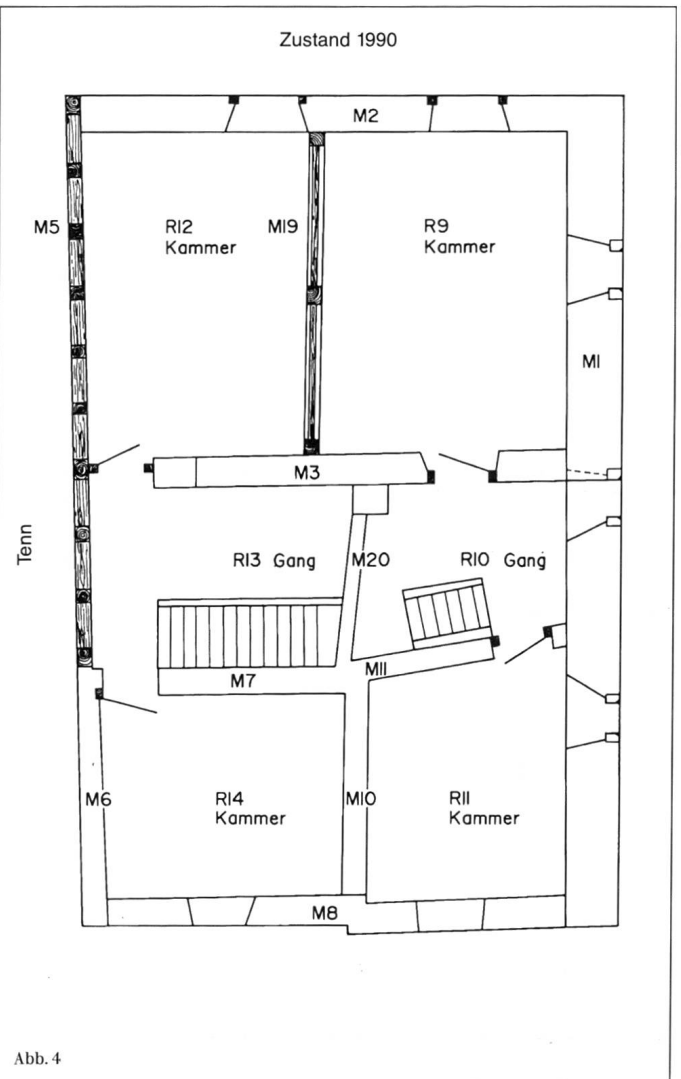 Zustand 1990
M2
M5
R12
Kammer
M19
R9
Kammer
M1
M3
Tenn
R13 Gang
M20
R10 Gang
M11
M7
M6
R14
Kammer
M10
R11
Kammer
M8
Abb. 4